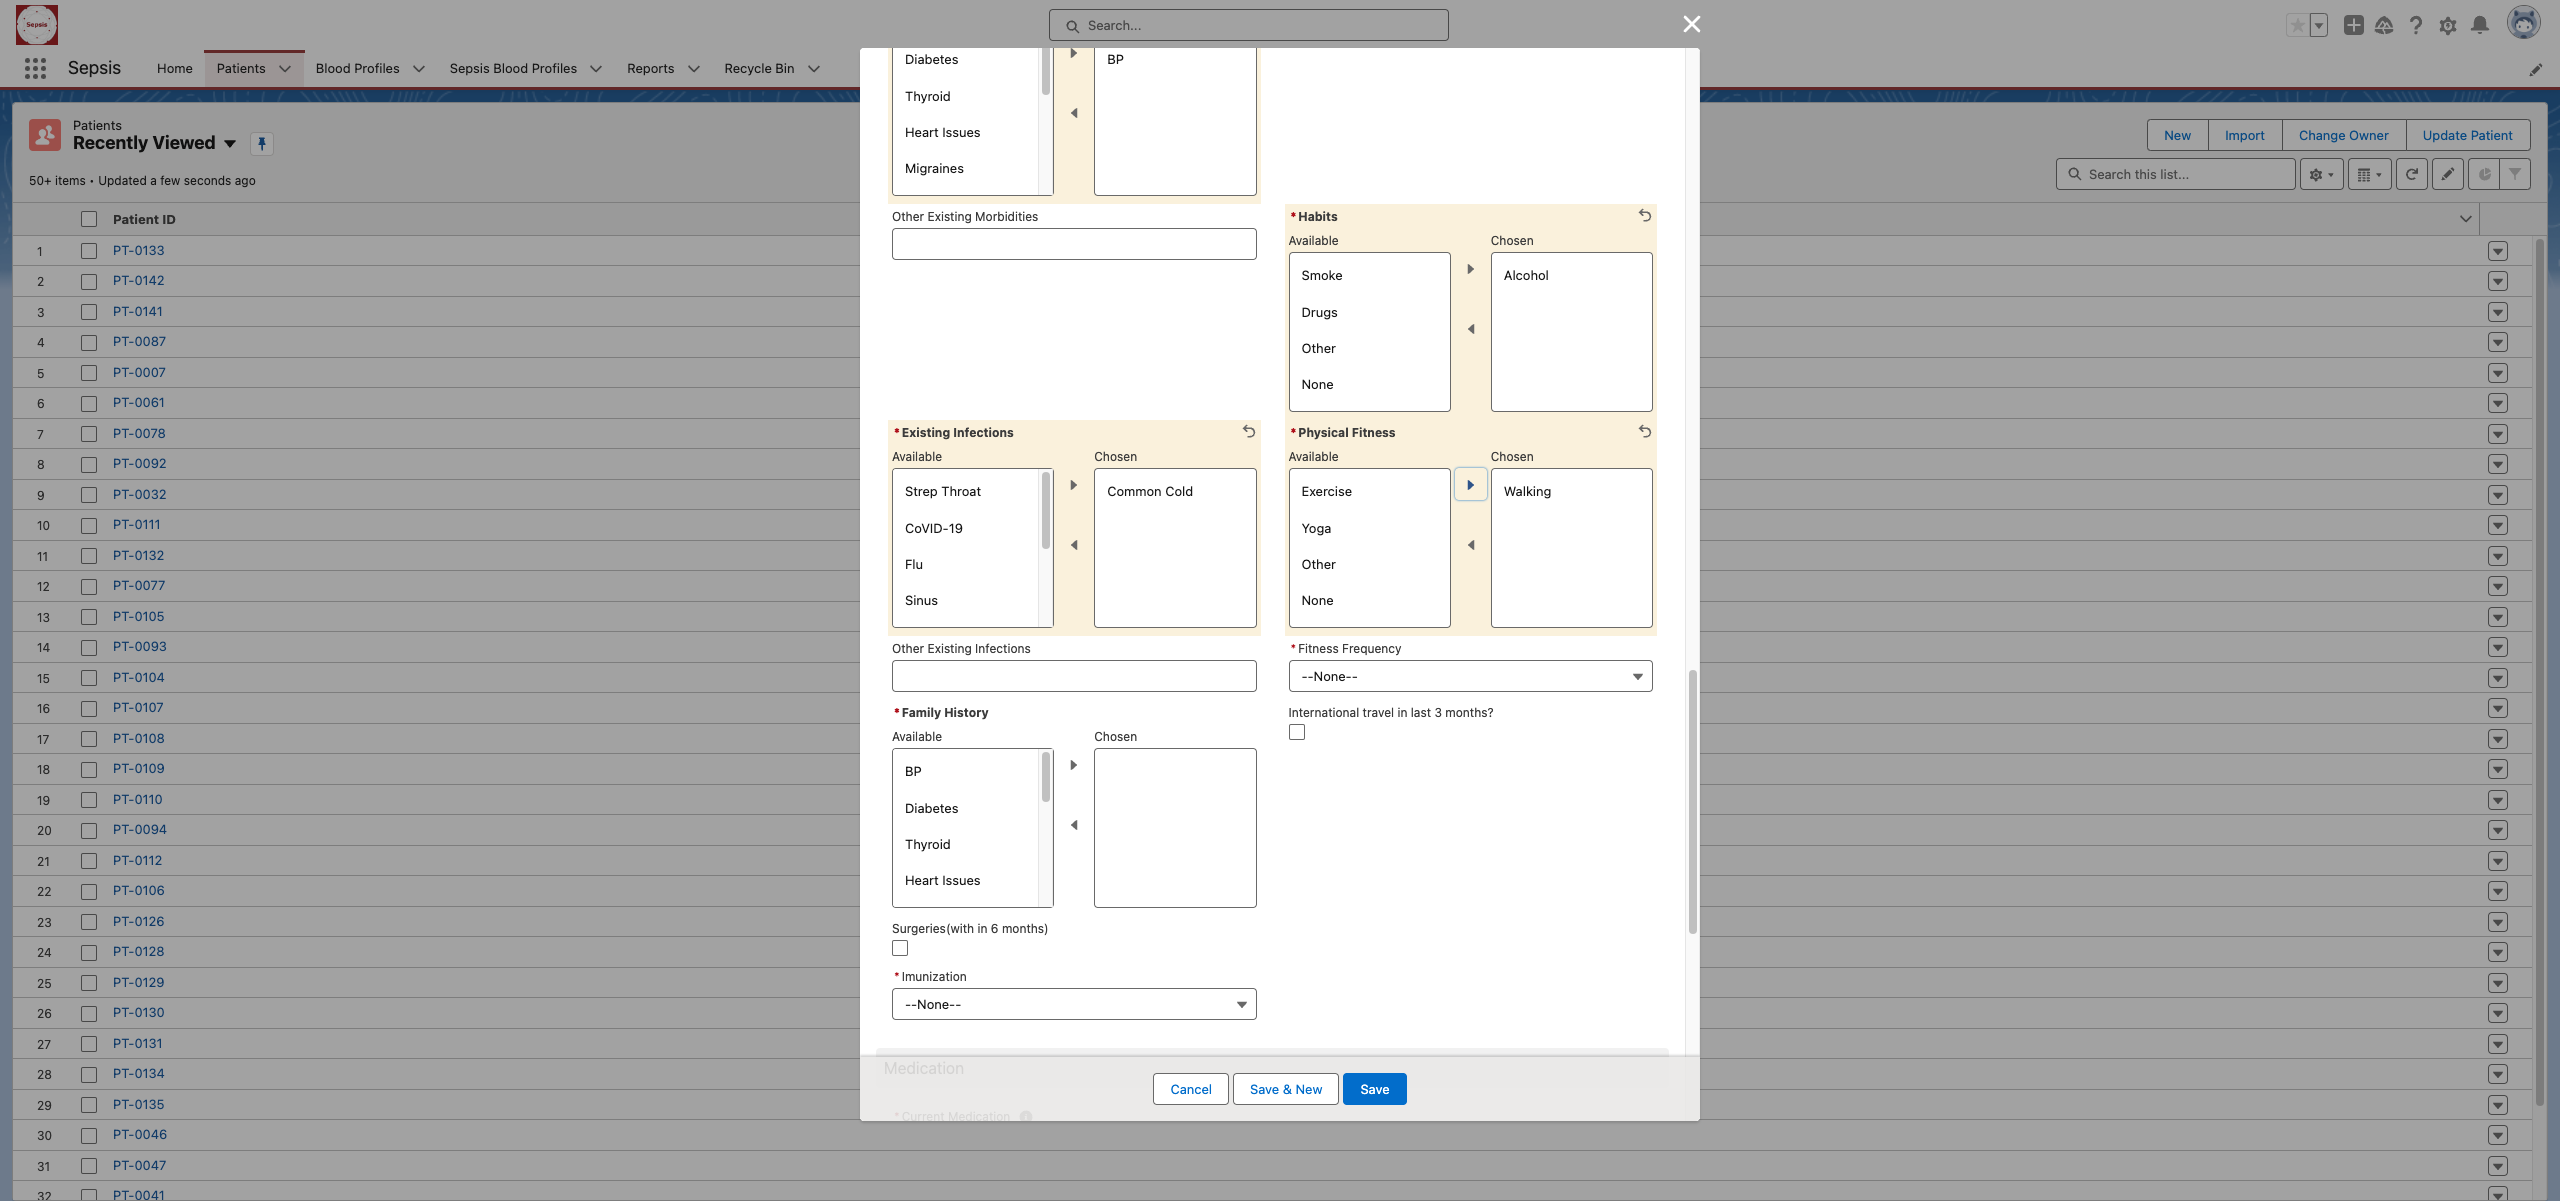 Sepsis
Search...
Sepsis
Home
Patients
Blood Profiles
Sepsis Blood Profiles
Reports
Recycle Bin
Patients
Recently Viewed
50+ items • Updated a few seconds ago
New
Import
Change Owner
Update Patient
Search this list...
Patient ID
1 PT-0133
2 PT-0142
3 PT-0141
4 PT-0087
5 PT-0007
6 PT-0061
7 PT-0078
8 PT-0092
9 PT-0032
10 PT-0111
11 PT-0132
12 PT-0077
13 PT-0105
14 PT-0093
15 PT-0104
16 PT-0107
17 PT-0108
18 PT-0109
19 PT-0110
20 PT-0094
21 PT-0112
22 PT-0106
23 PT-0126
24 PT-0128
25 PT-0129
26 PT-0130
27 PT-0131
28 PT-0134
29 PT-0135
30 PT-0046
31 PT-0047
32 PT-0041
Diabetes
Thyroid
Heart Issues
Migraines
BP
Other Existing Morbidities
*Habits
Available
Smoke
Drugs
Other
None
Chosen
Alcohol
*Existing Infections
Available
Strep Throat
CoVID-19
Flu
Sinus
Chosen
Common Cold
*Physical Fitness
Available
Exercise
Yoga
Other
None
Chosen
Walking
Other Existing Infections
*Fitness Frequency
--None--
*Family History
Available
BP
Diabetes
Thyroid
Heart Issues
Chosen
International travel in last 3 months?
Surgeries(with in 6 months)
*Imunization
--None--
Medication
*Current Medication
Cancel
Save & New
Save